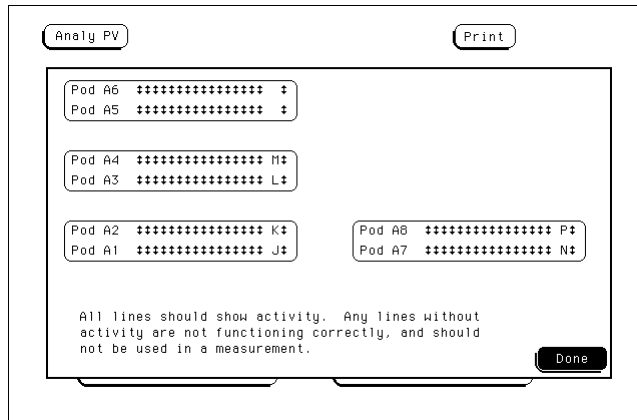 Analy PV
Print
Pod A6 ‡‡‡‡‡‡‡‡‡‡‡‡‡‡‡‡ ‡
Pod A5 ‡‡‡‡‡‡‡‡‡‡‡‡‡‡‡‡ ‡
Pod A4 ‡‡‡‡‡‡‡‡‡‡‡‡‡‡‡‡ M‡
Pod A3 ‡‡‡‡‡‡‡‡‡‡‡‡‡‡‡‡ L‡
Pod A2 ‡‡‡‡‡‡‡‡‡‡‡‡‡‡‡‡ K‡
Pod A1 ‡‡‡‡‡‡‡‡‡‡‡‡‡‡‡‡ J‡
Pod A8 ‡‡‡‡‡‡‡‡‡‡‡‡‡‡‡‡ P‡
Pod A7 ‡‡‡‡‡‡‡‡‡‡‡‡‡‡‡‡ N‡
All lines should show activity. Any lines without
activity are not functioning correctly, and should
not be used in a measurement.
Done